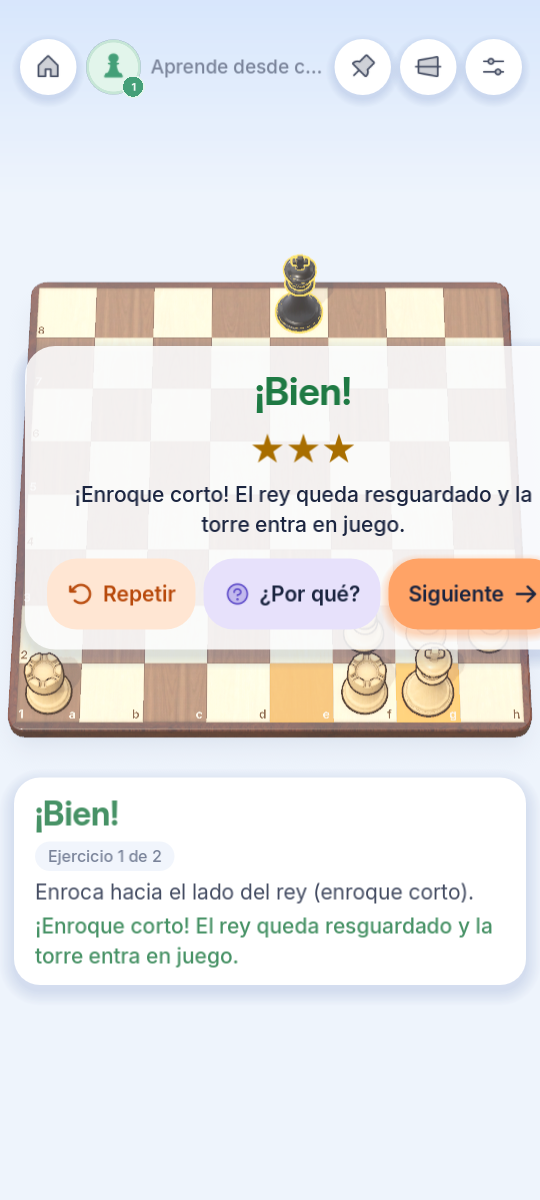 1
Aprende desde c...
8
¡Bien!
¡Enroque corto! El rey queda resguardado y la
torre entra en juego.
Repetir
¿Por qué?
Siguiente
2
1 a b c d e f g h
¡Bien!
Ejercicio 1 de 2
Enroca hacia el lado del rey (enroque corto).
¡Enroque corto! El rey queda resguardado y la
torre entra en juego.